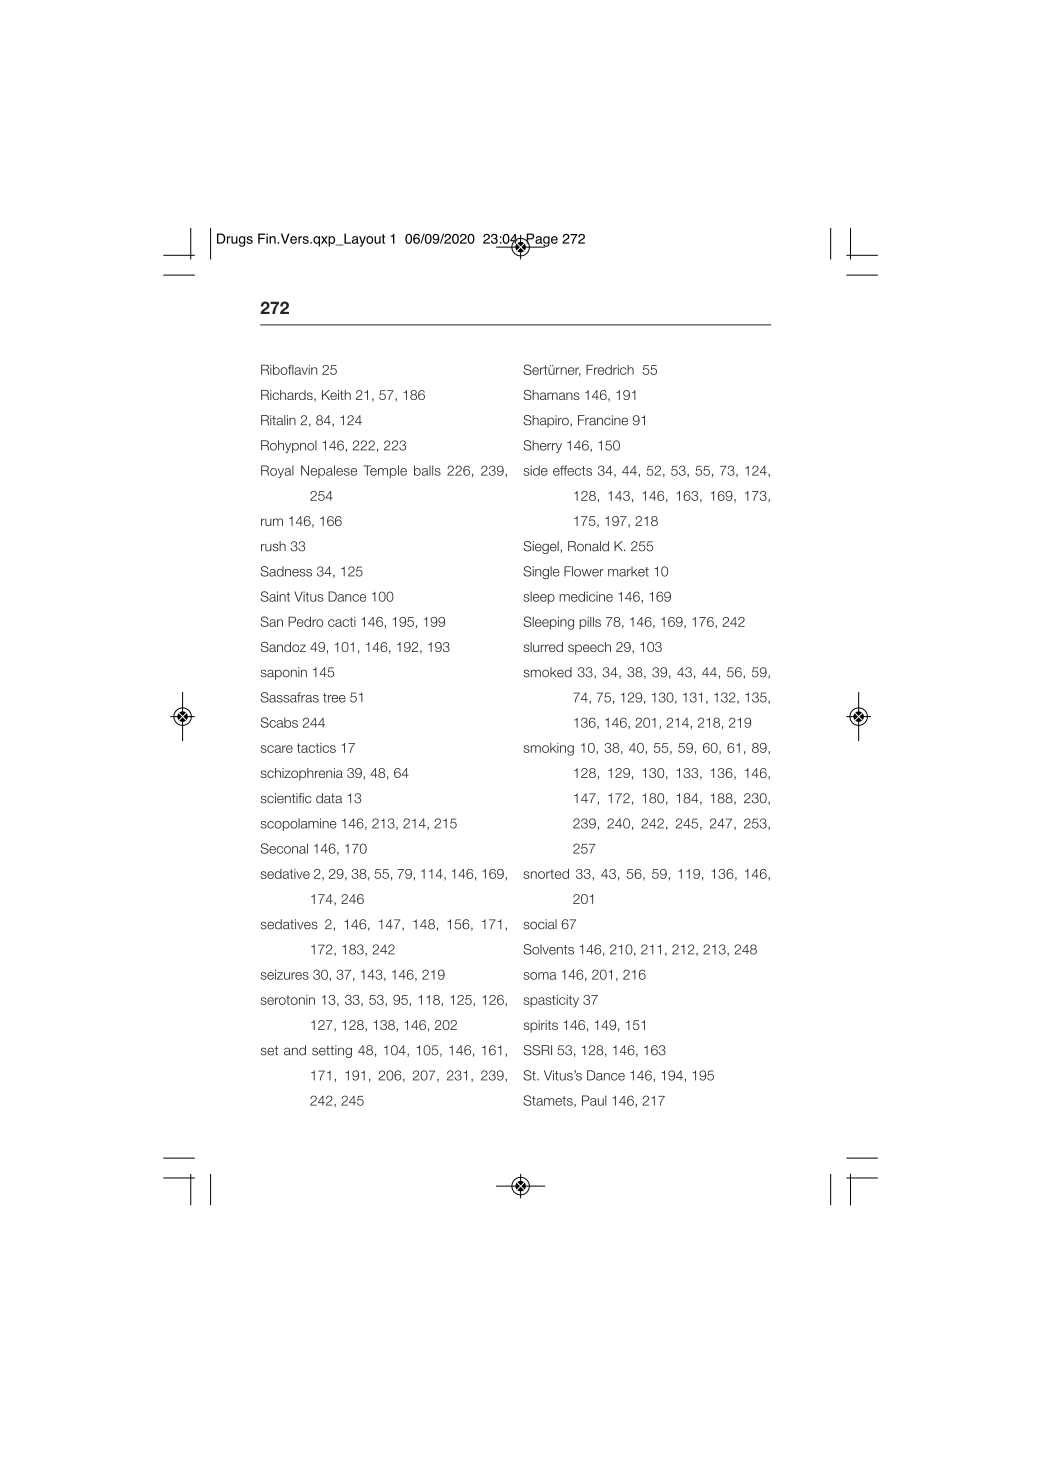 Drugs Fin.Vers.qxp_Layout 1  06/09/2020  23:04  Page 272
272
Riboflavin 25
Richards, Keith 21, 57, 186
Ritalin 2, 84, 124
Rohypnol 146, 222, 223
Royal Nepalese Temple balls 226, 239,
254
rum 146, 166
rush 33
Sadness 34, 125
Saint Vitus Dance 100
San Pedro cacti 146, 195, 199
Sandoz 49, 101, 146, 192, 193
saponin 145
Sassafras tree 51
Scabs 244
scare tactics 17
schizophrenia 39, 48, 64
scientific data 13
scopolamine 146, 213, 214, 215
Seconal 146, 170
sedative 2, 29, 38, 55, 79, 114, 146, 169,
174, 246
sedatives 2, 146, 147, 148, 156, 171,
172, 183, 242
seizures 30, 37, 143, 146, 219
serotonin 13, 33, 53, 95, 118, 125, 126,
127, 128, 138, 146, 202
set and setting 48, 104, 105, 146, 161,
171, 191, 206, 207, 231, 239,
242, 245
Sertürner, Fredrich  55
Shamans 146, 191
Shapiro, Francine 91
Sherry 146, 150
side effects 34, 44, 52, 53, 55, 73, 124,
128, 143, 146, 163, 169, 173,
175, 197, 218
Siegel, Ronald K. 255
Single Flower market 10
sleep medicine 146, 169
Sleeping pills 78, 146, 169, 176, 242
slurred speech 29, 103
smoked 33, 34, 38, 39, 43, 44, 56, 59,
74, 75, 129, 130, 131, 132, 135,
136, 146, 201, 214, 218, 219
smoking 10, 38, 40, 55, 59, 60, 61, 89,
128, 129, 130, 133, 136, 146,
147, 172, 180, 184, 188, 230,
239, 240, 242, 245, 247, 253,
257
snorted 33, 43, 56, 59, 119, 136, 146,
201
social 67
Solvents 146, 210, 211, 212, 213, 248
soma 146, 201, 216
spasticity 37
spirits 146, 149, 151
SSRI 53, 128, 146, 163
St. Vitus's Dance 146, 194, 195
Stamets, Paul 146, 217